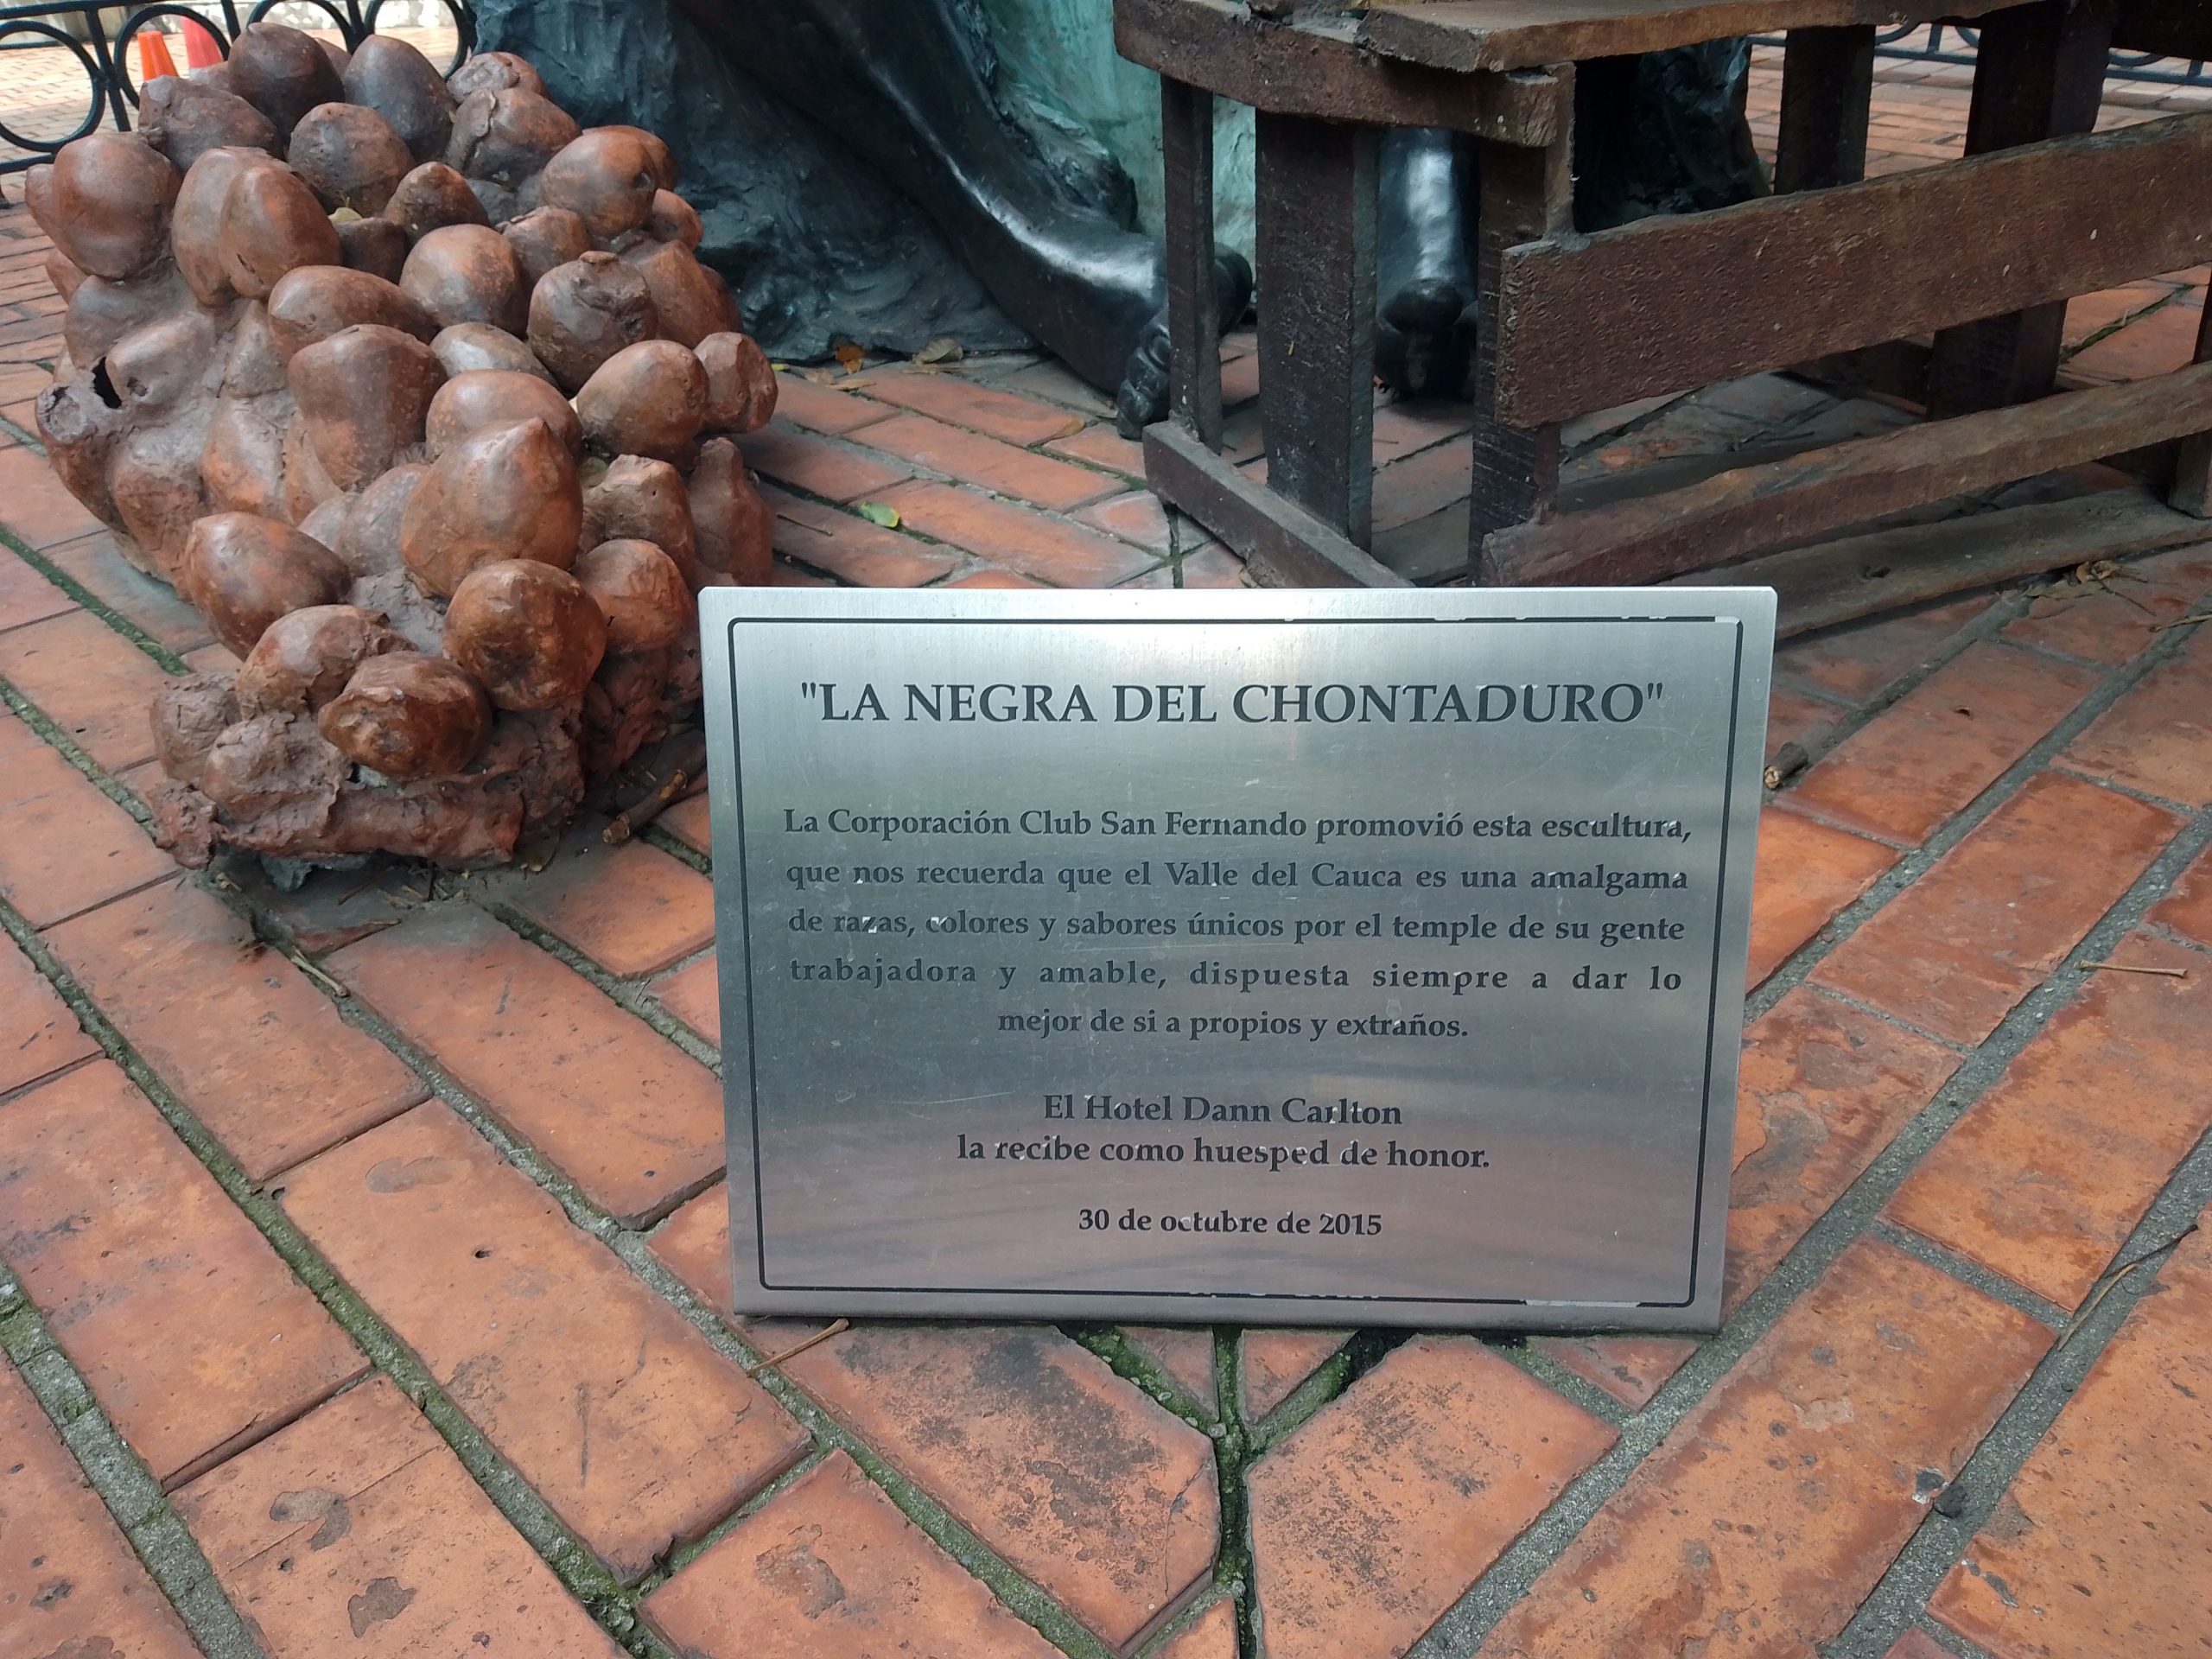 "LA NEGRA DEL CHONTADURO"
La Corporación Club San Fernando promovió esta escultura,
que nos recuerda que el Valle del Cauca es una amalgama
de razas, colores y sabores únicos por el temple de su gente
trabajadora y amable, dispuesta siempre a dar lo
mejor de si a propios y extraños.
El Hotel Dann Carlton
la recibe como huesped de honor.
30 de octubre de 2015